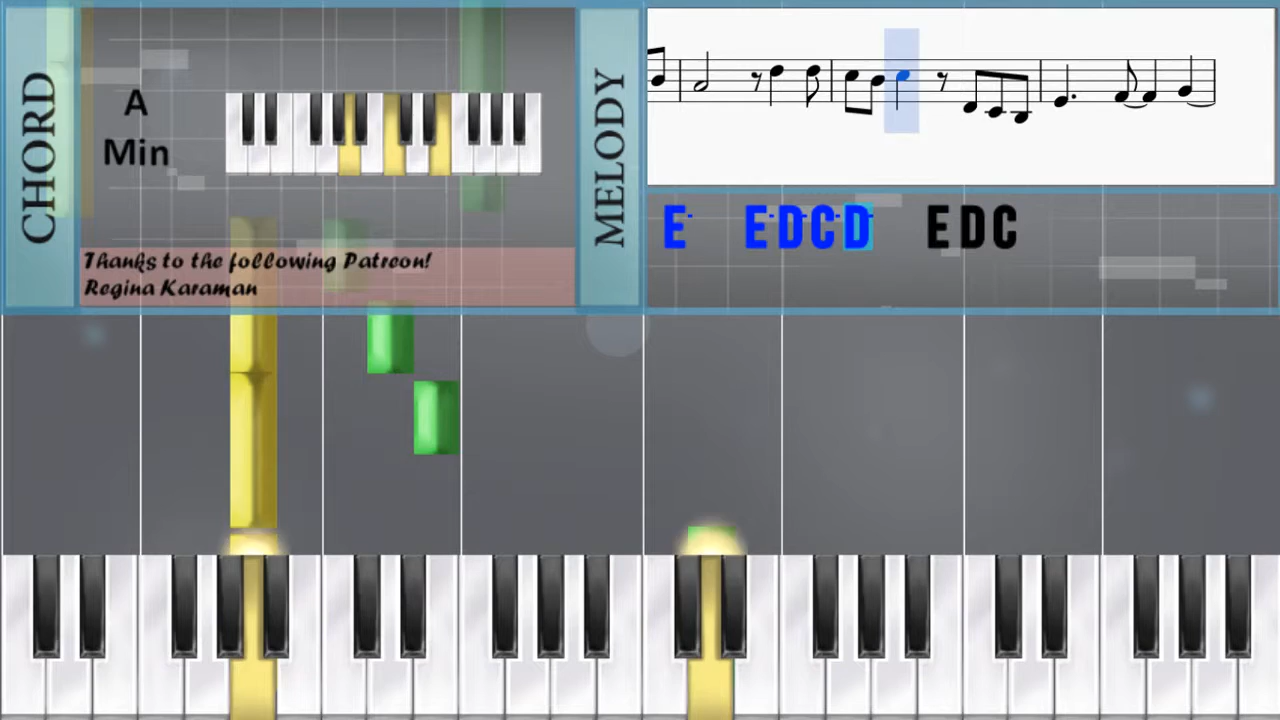 CHORD
A
Min
MELODY
E EDCD EDC
Thanks to the following Patreon!
Regina Karaman